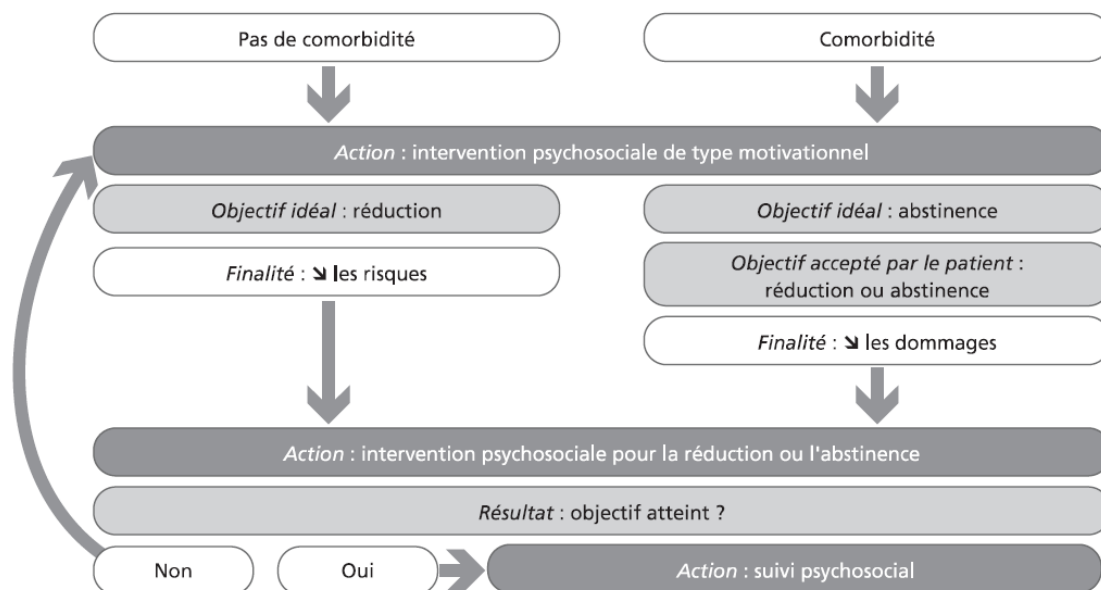 Pas de comorbidité
Comorbidité
Action : intervention psychosociale de type motivationnel
Objectif idéal : réduction
Objectif idéal : abstinence
Finalité : ↘ les risques
Objectif accepté par le patient :
réduction ou abstinence
Finalité : ↘ les dommages
Action : intervention psychosociale pour la réduction ou l'abstinence
Résultat : objectif atteint ?
Non
Oui
Action : suivi psychosocial